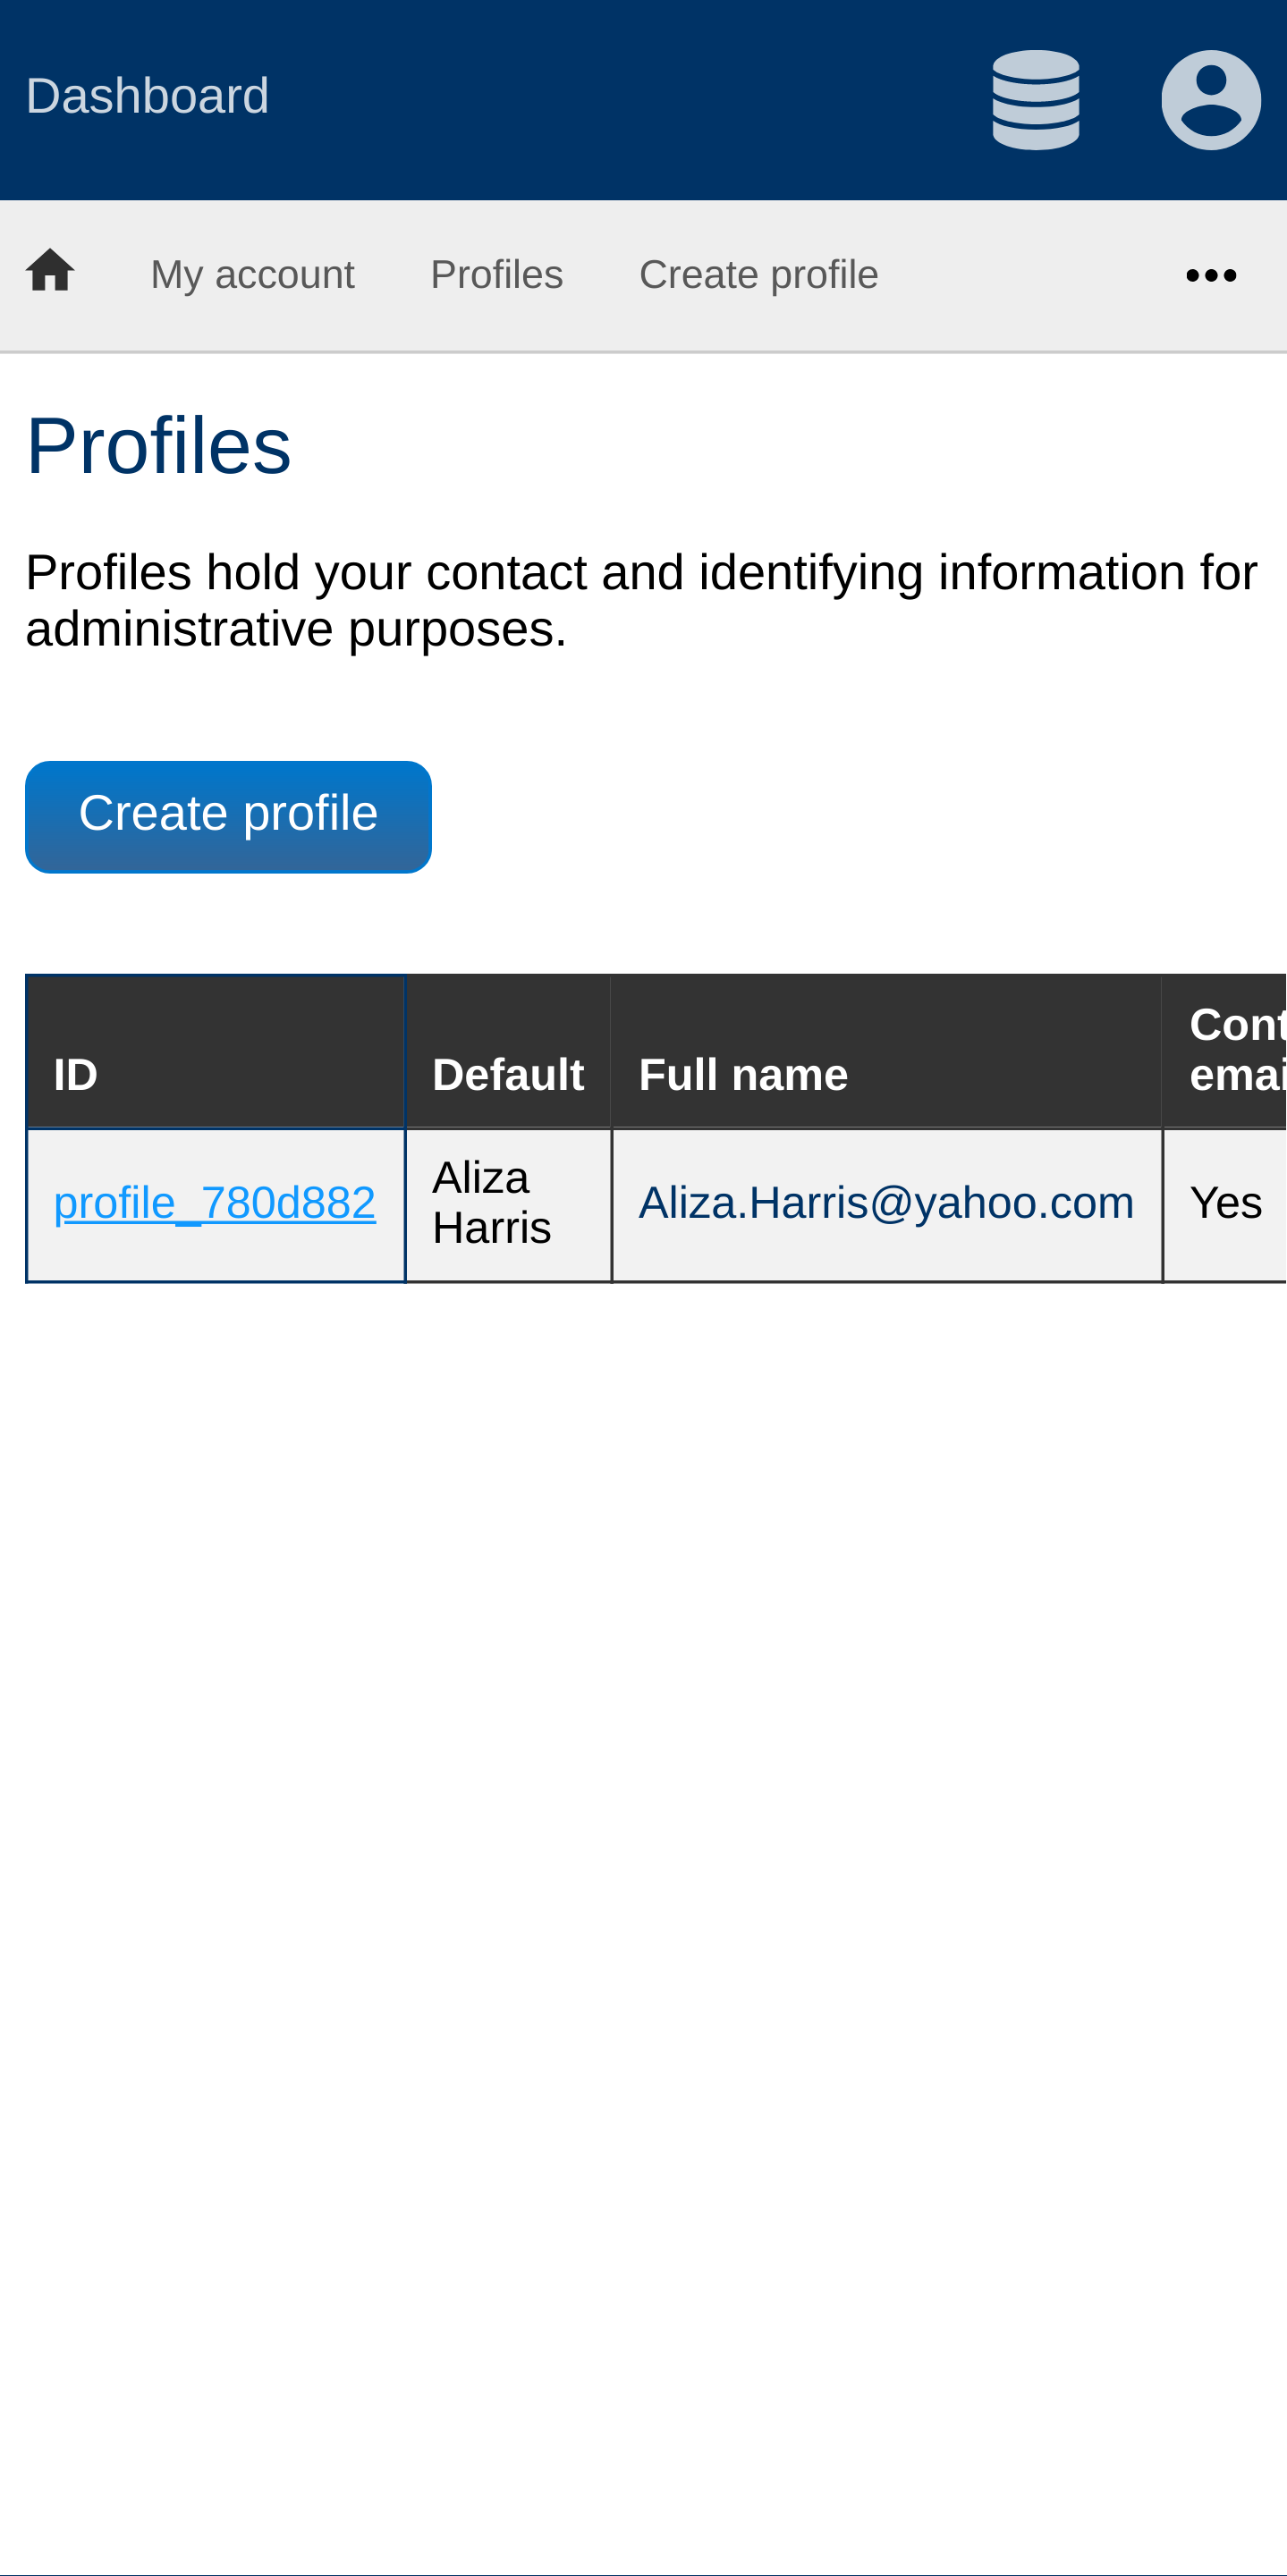 Dashboard
My account Profiles Create profile
Profiles
Profiles hold your contact and identifying information for
administrative purposes.
Create profile
ID Default Full name Cont
emai
profile_780d882 Aliza
Harris Aliza.Harris@yahoo.com Yes